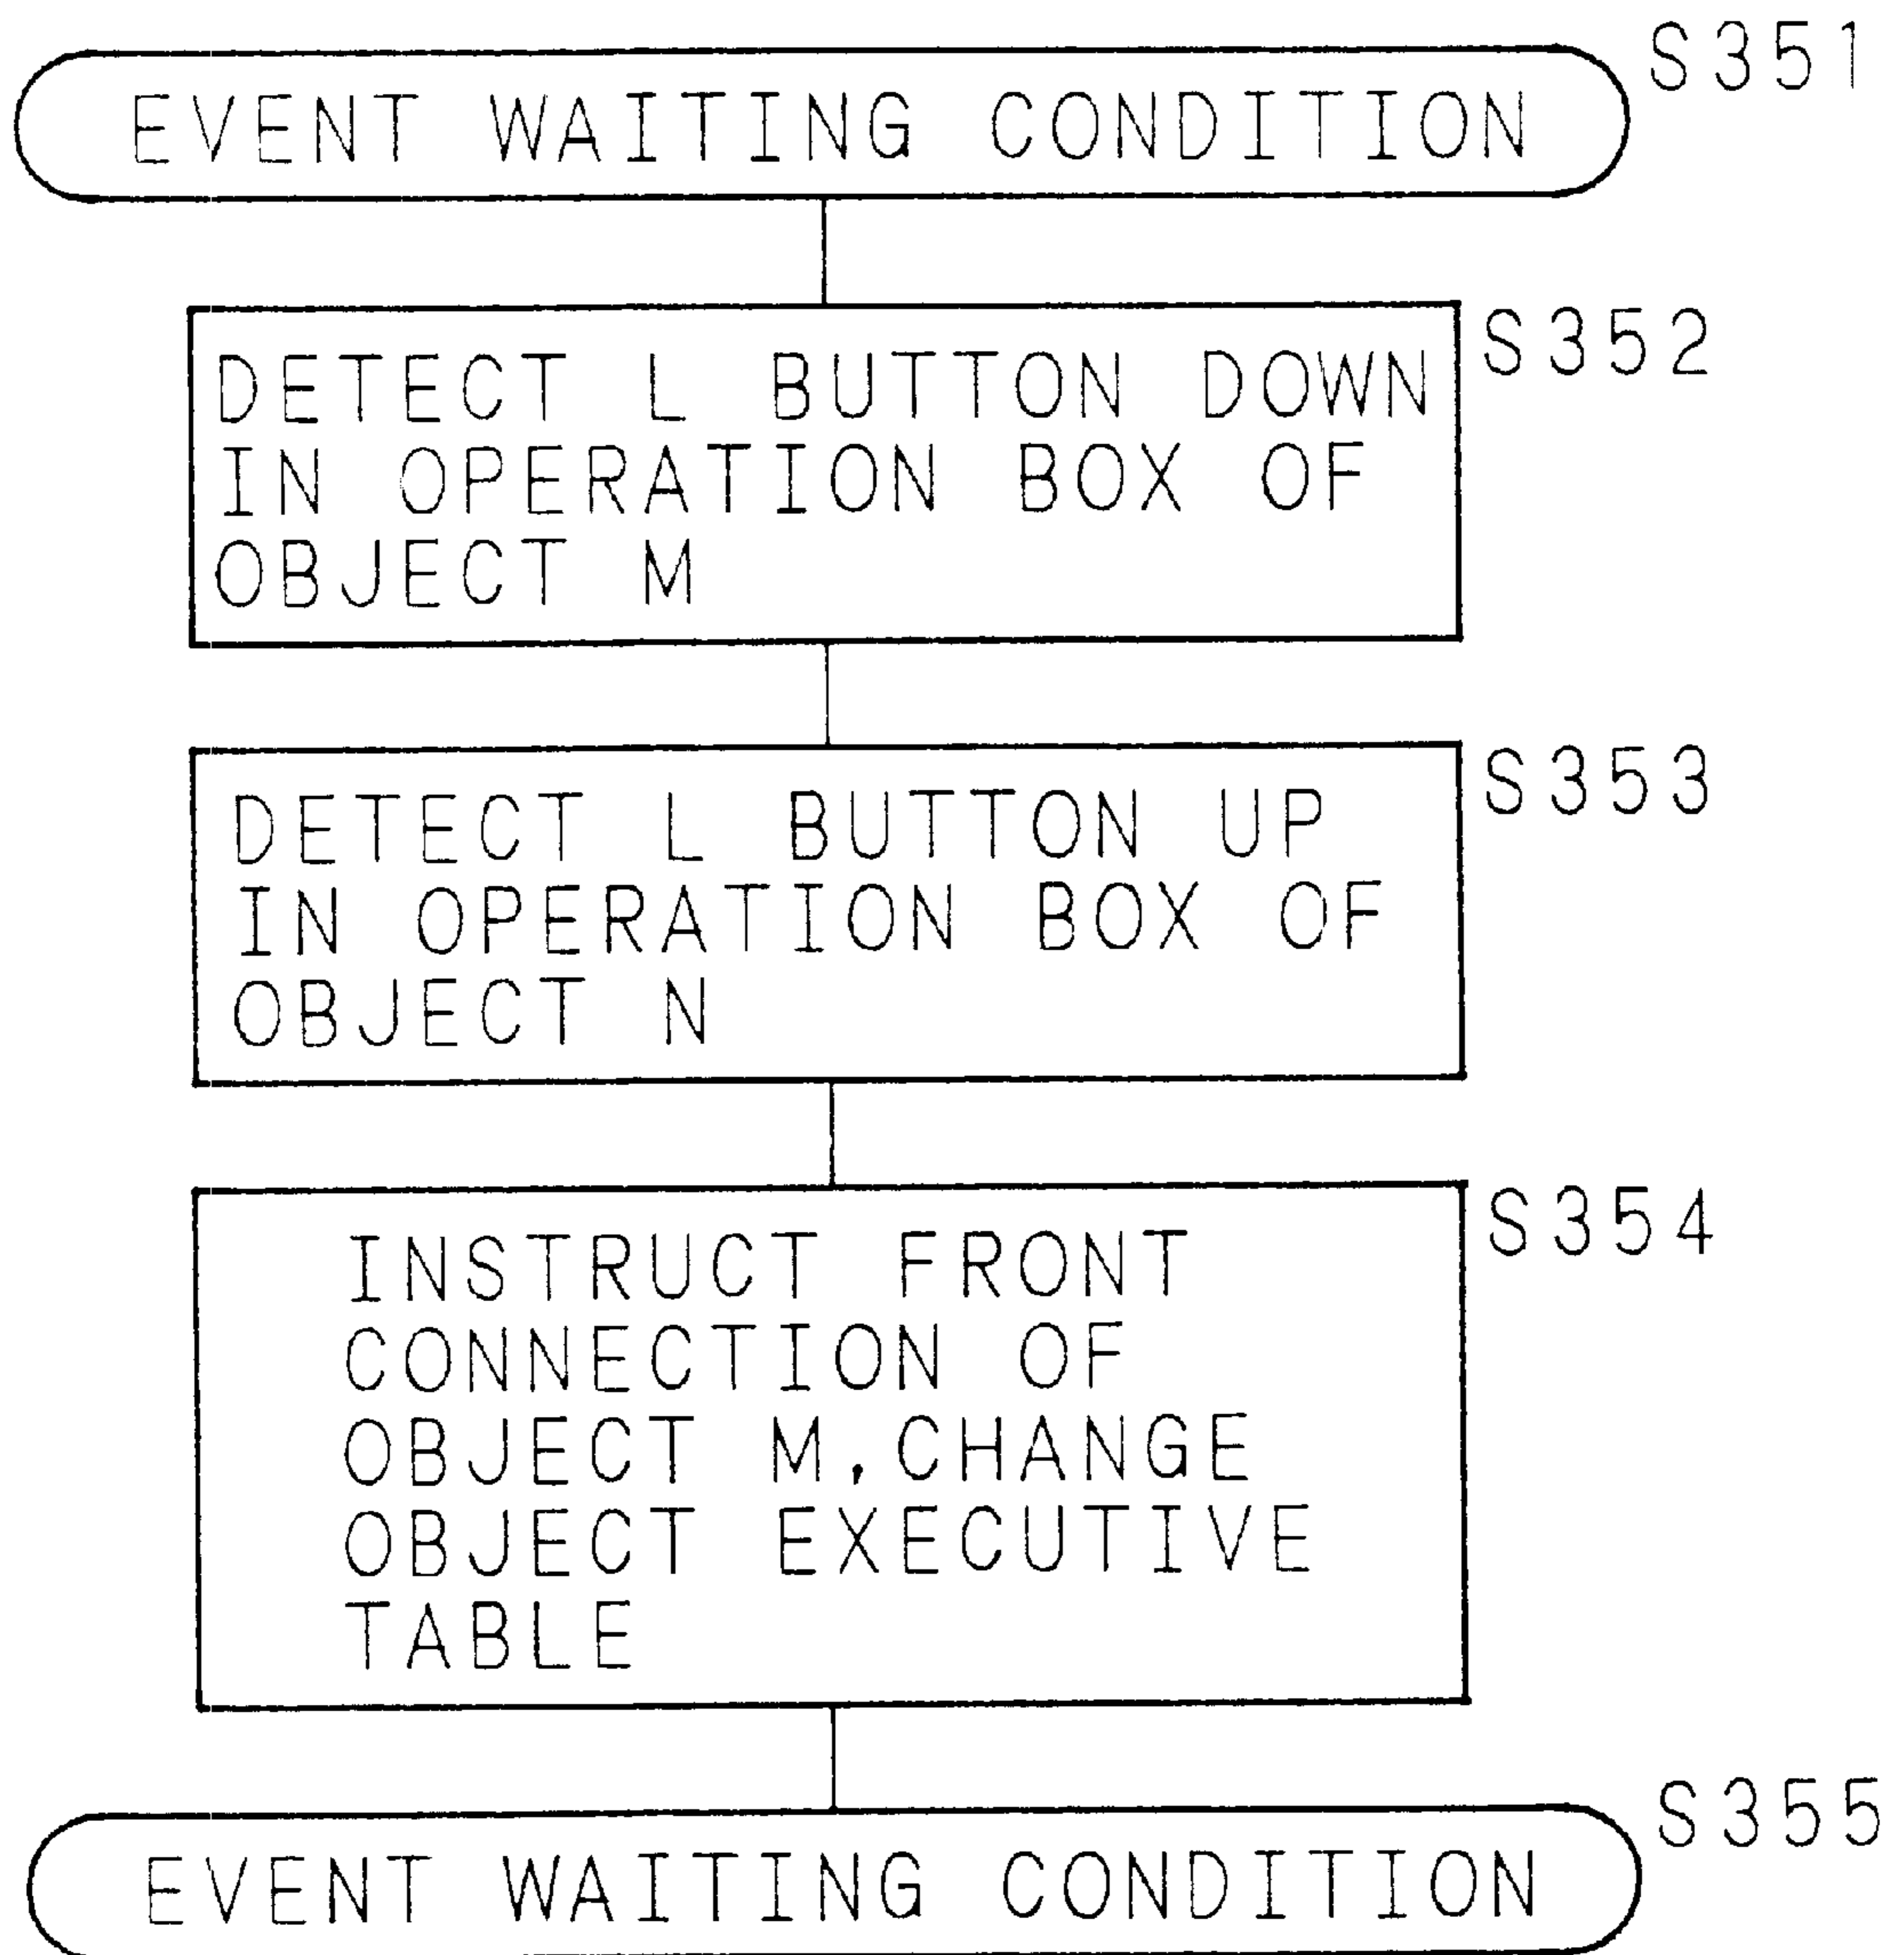 S351
EVENT WAITING CONDITION
S352
DETECT L BUTTON DOWN
IN OPERATION BOX OF
OBJECT M
S353
DETECT L BUTTON UP
IN OPERATION BOX OF
OBJECT N
S354
INSTRUCT FRONT
CONNECTION OF
OBJECT M,CHANGE
OBJECT EXECUTIVE
TABLE
S355
EVENT WAITING CONDITION